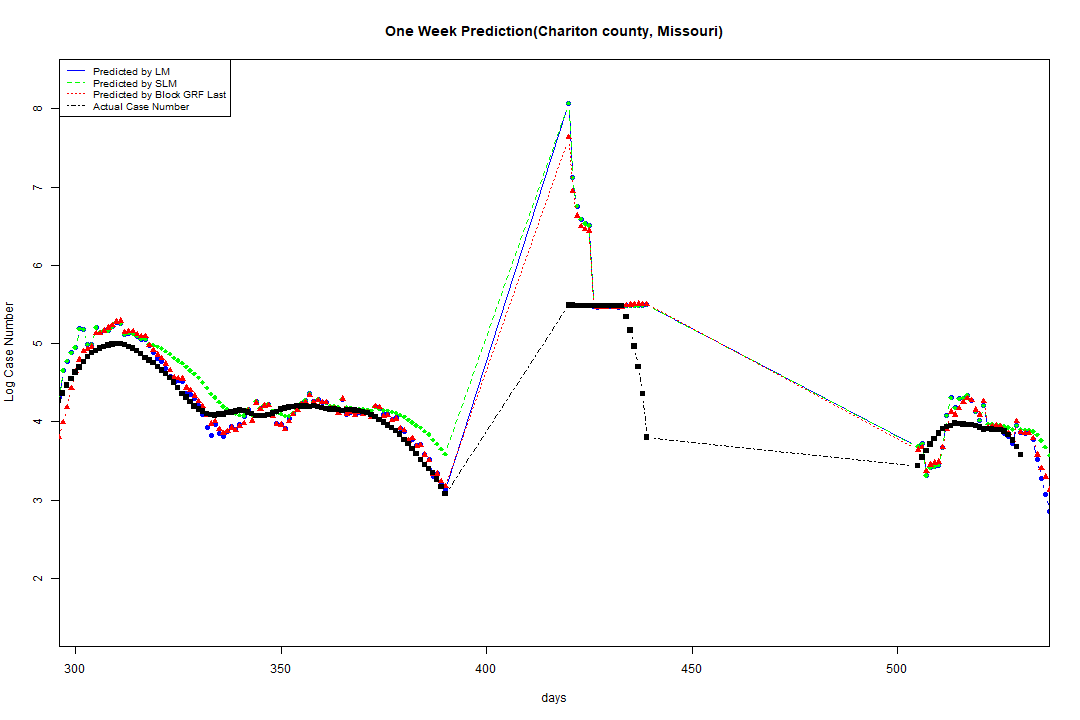 One Week Prediction(Chariton county, Missouri)
Predicted by LM
Predicted by SLM
Predicted by Block GRF Last
Actual Case Number
8
7
6
5
4
3
2
Log Case Number
300 350 400 450 500
days